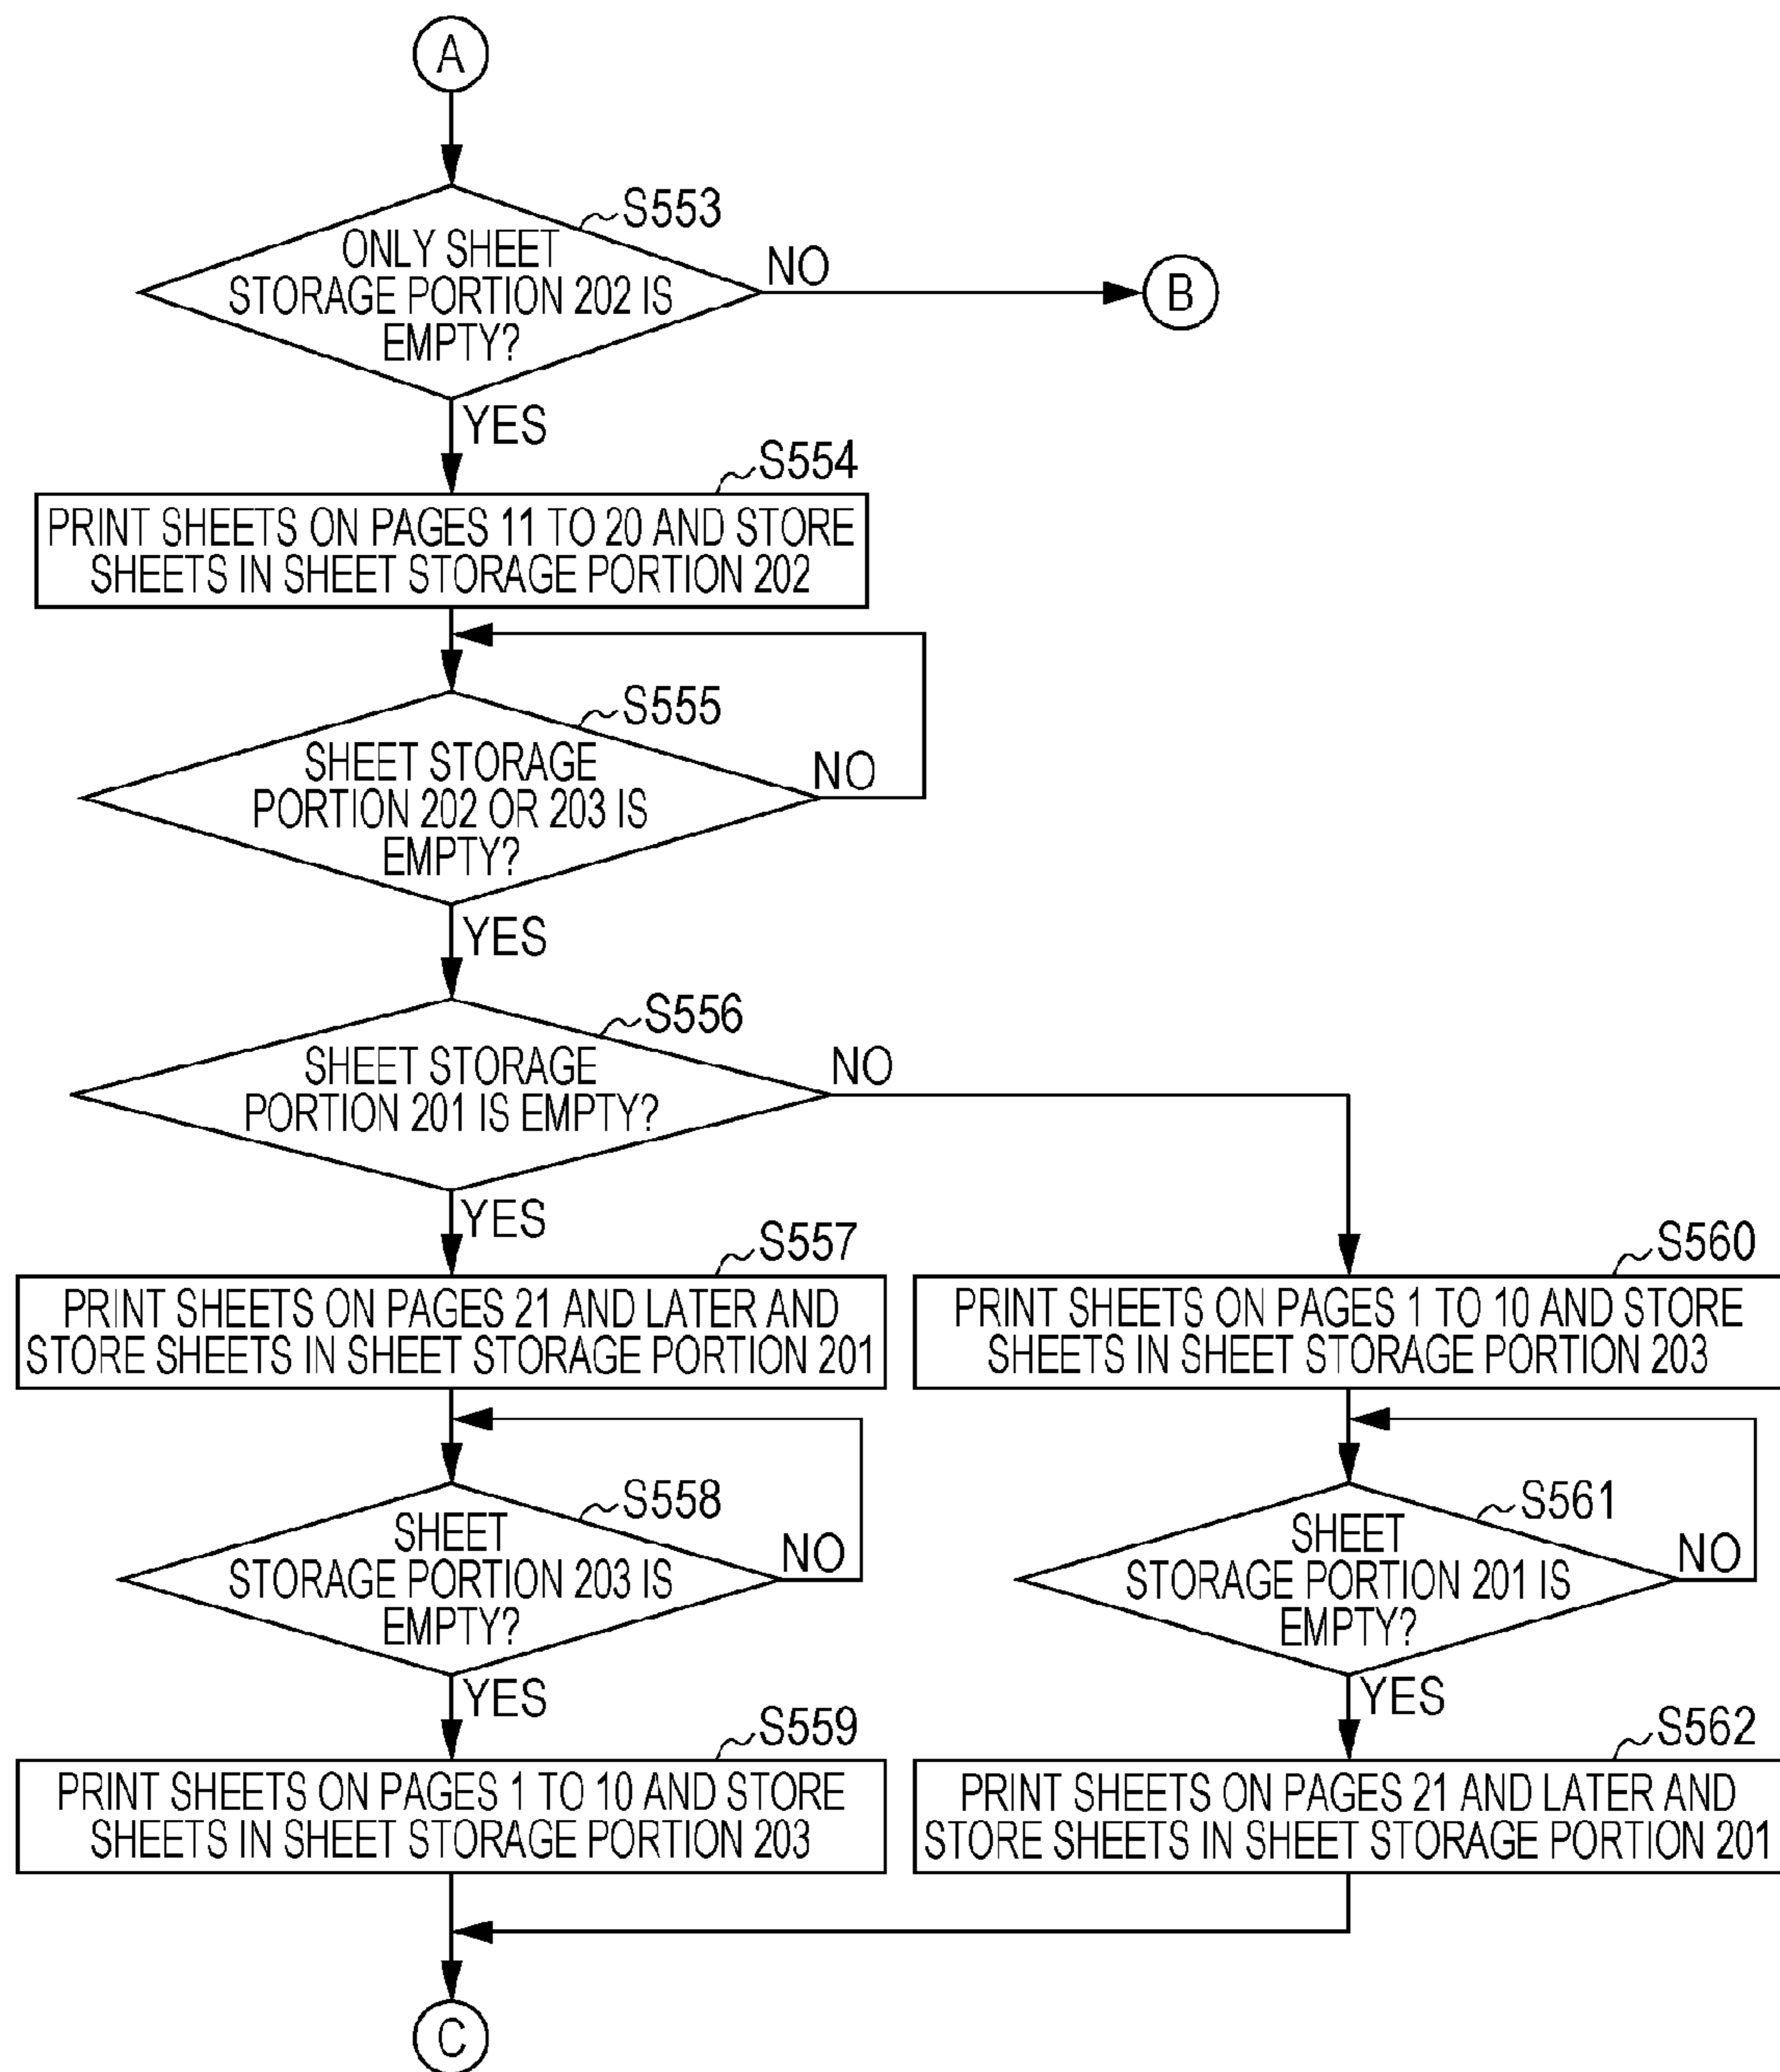 A
S553
ONLY SHEET
STORAGE PORTION 202 IS
EMPTY?
NO
B
YES
S554
PRINT SHEETS ON PAGES 11 TO 20 AND STORE
SHEETS IN SHEET STORAGE PORTION 202
S555
SHEET STORAGE
PORTION 202 OR 203 IS
EMPTY?
NO
YES
S556
SHEET STORAGE
PORTION 201 IS EMPTY?
NO
YES
S557
PRINT SHEETS ON PAGES 21 AND LATER AND
STORE SHEETS IN SHEET STORAGE PORTION 201
S560
PRINT SHEETS ON PAGES 1 TO 10 AND STORE
SHEETS IN SHEET STORAGE PORTION 203
S558
SHEET
STORAGE PORTION 203 IS
EMPTY?
NO
YES
S561
SHEET
STORAGE PORTION 201 IS
EMPTY?
NO
YES
S559
PRINT SHEETS ON PAGES 1 TO 10 AND STORE
SHEETS IN SHEET STORAGE PORTION 203
S562
PRINT SHEETS ON PAGES 21 AND LATER AND
STORE SHEETS IN SHEET STORAGE PORTION 201
C